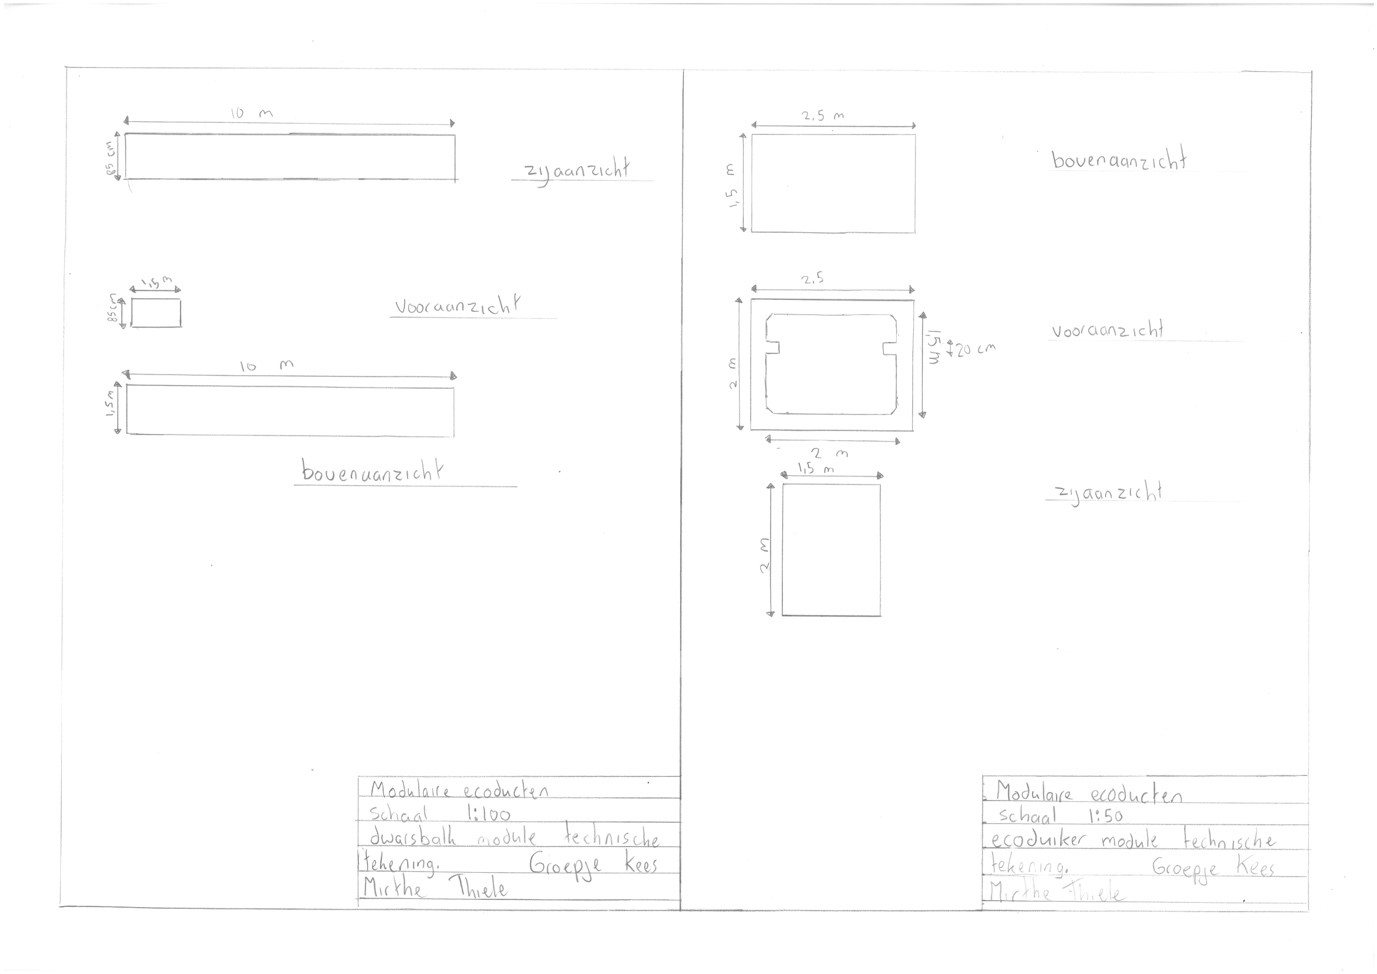 10 m
85 cm
zijaanzicht
1,5 m
85 cm
vooraanzicht
10 m
1,5 m
bovenaanzicht
Modulaire ecoducten
schaal 1:100
dwarsbalk module technische
tekening. Groepje Kees
Mirthe Thiele
2,5 m
1,5 m
bovenaanzicht
2,5
2 m
1,5 m
20 cm
vooraanzicht
2 m
1,5 m
2 m
zijaanzicht
Modulaire ecoducten
schaal 1:50
ecoduiker module technische
tekening. Groepje Kees
Mirthe Thiele